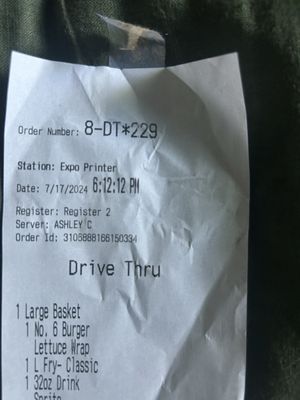 Order Number: 8-DT*229
Station: Expo Printer
Date: 7/17/2024 6:12:12 PM
Register: Register 2
Server: ASHLEY C
Order Id: 3105888166150334
Drive Thru
1 Large Basket
1 No. 6 Burger
Lettuce Wrap
1 L Fry- Classic
1 32oz Drink
Sprite